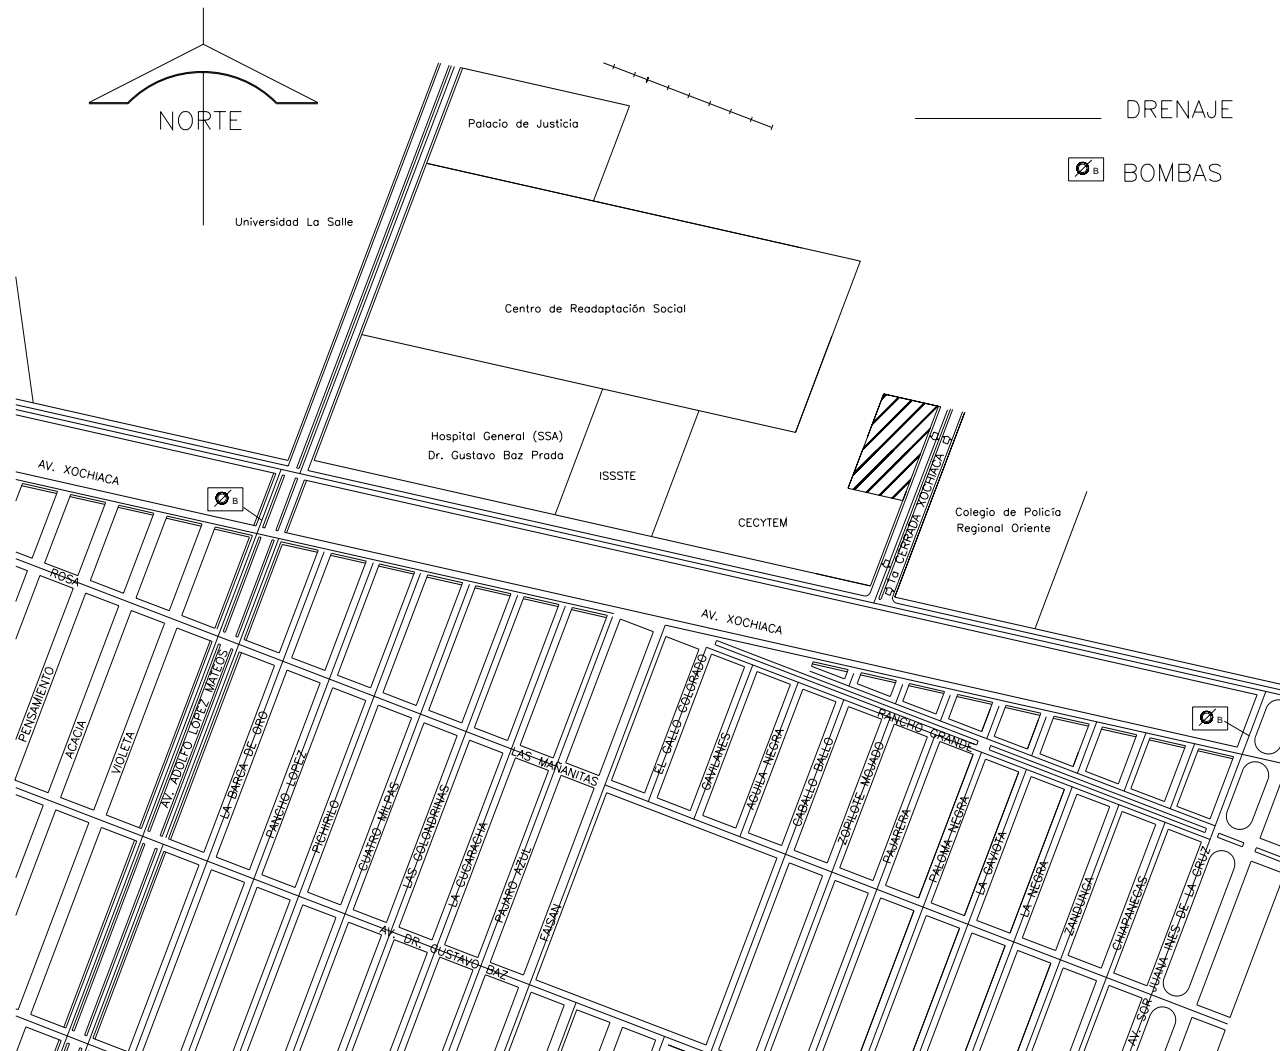 NORTE
DRENAJE
B
BOMBAS
Palacio de Justicia
Universidad La Salle
Centro de Readaptación Social
Hospital General (SSA)
Dr. Gustavo Baz Prada
ISSSTE
CECYTEM
1a CERRADA XOCHIACA
Colegio de Policía
Regional Oriente
AV. XOCHIACA
B
ROSA
AV. XOCHIACA
B
PENSAMIENTO
ACACIA
VIOLETA
AV. ADOLFO LOPEZ MATEOS
LA BARCA DE ORO
PANCHO LOPEZ
PICHIRILO
CUATRO MILPAS
LAS GOLONDRINAS
LA CUCARACHA
PAJARO AZUL
FAISAN
LAS MAÑANITAS
EL GALLO COLORADO
GAVILANES
AGUILA NEGRA
CABALLO BALLO
ZOPILOTE MOJADO
PAJARERA
PALOMA NEGRA
LA GAVIOTA
LA NEGRA
ZANDUNGA
CHIAPANECAS
RANCHO GRANDE
AV. SOR JUANA INES DE LA CRUZ
AV. DR. GUSTAVO BAZ